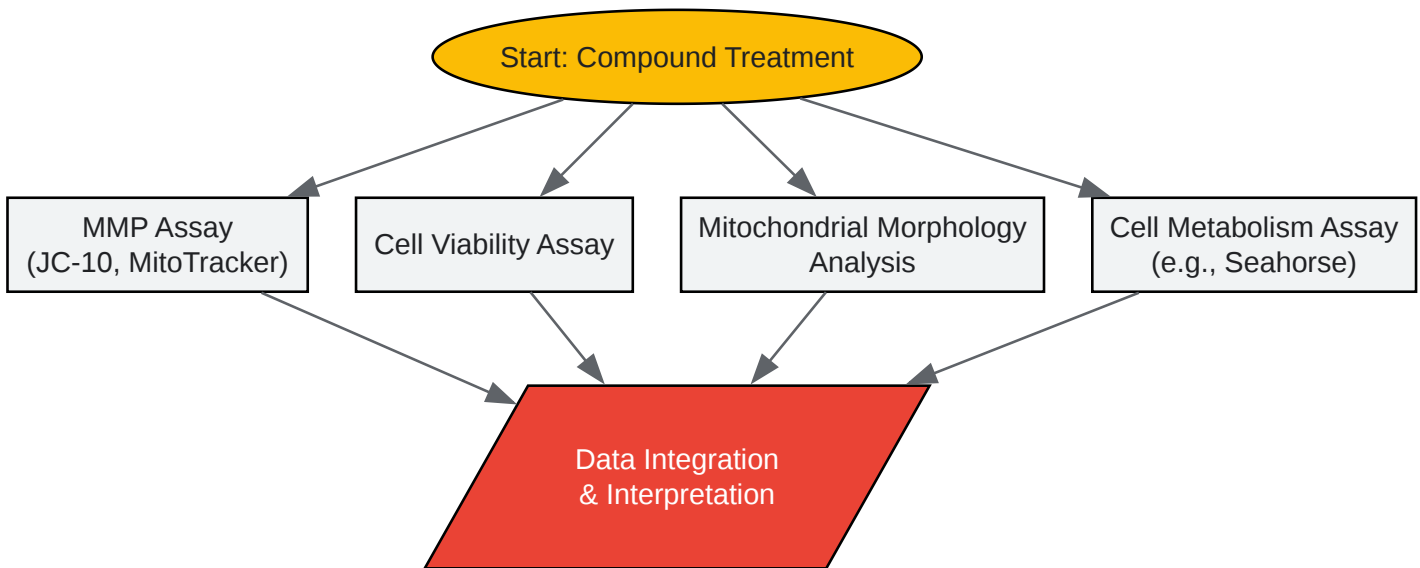 Start: Compound Treatment
MMP Assay
(JC-10, MitoTracker)
Cell Viability Assay
Mitochondrial Morphology
Analysis
Cell Metabolism Assay
(e.g., Seahorse)
Data Integration
& Interpretation